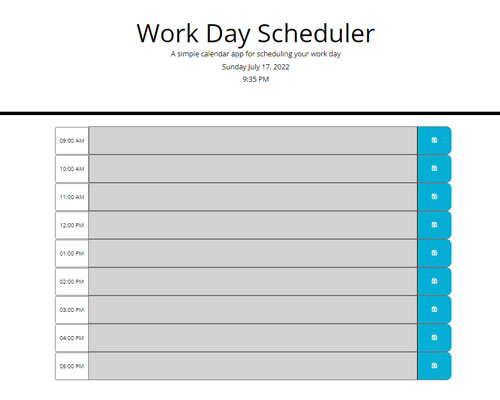 Work Day Scheduler
A simple calendar app for scheduling your work day
Sunday July 17, 2022
9:35 PM
09:00 AM
10:00 AM
11:00 AM
12:00 PM
01:00 PM
02:00 PM
03:00 PM
04:00 PM
05:00 PM